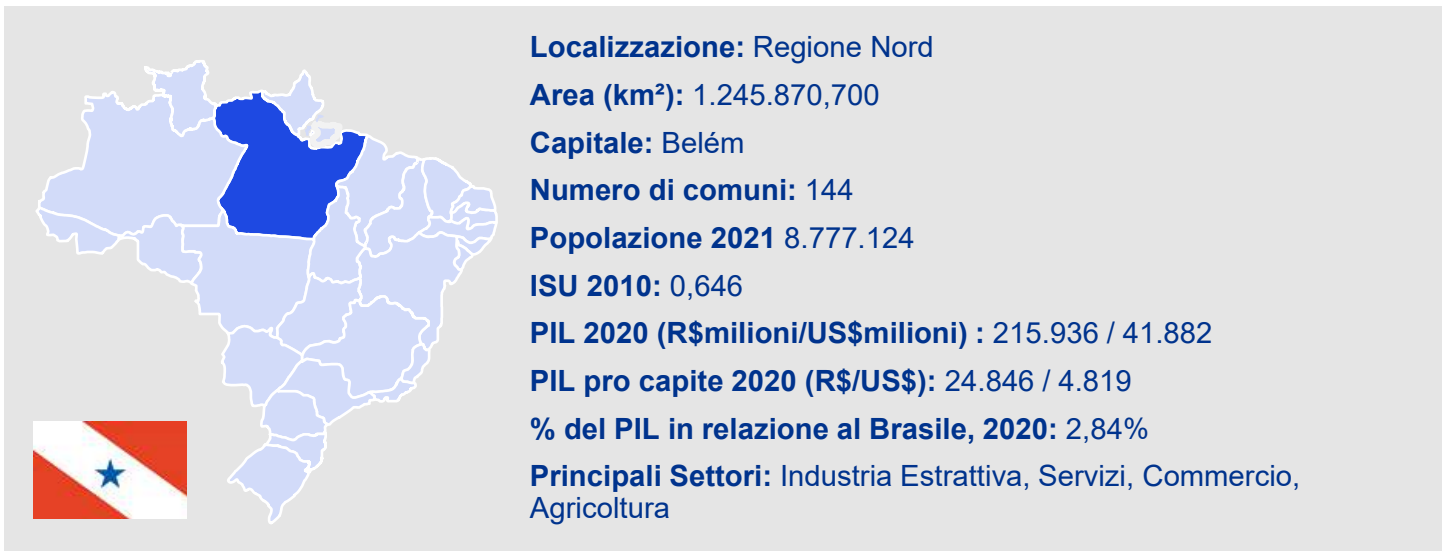 Localizzazione: Regione Nord
Area (km²): 1.245.870,700
Capitale: Belém
Numero di comuni: 144
Popolazione 2021 8.777.124
ISU 2010: 0,646
PIL 2020 (R$milioni/US$milioni) : 215.936 / 41.882
PIL pro capite 2020 (R$/US$): 24.846 / 4.819
% del PIL in relazione al Brasile, 2020: 2,84%
Principali Settori: Industria Estrattiva, Servizi, Commercio,
Agricoltura